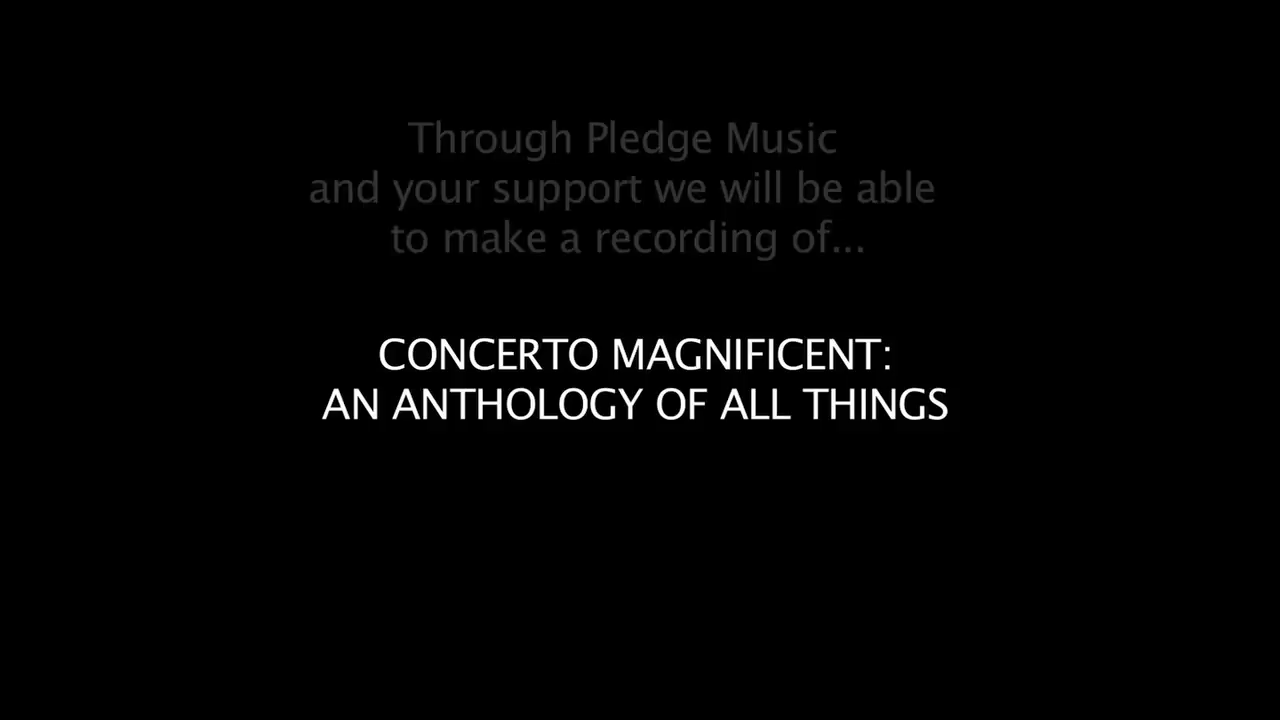 Through Pledge Music
and your support we will be able
to make a recording of...
CONCERTO MAGNIFICENT:
AN ANTHOLOGY OF ALL THINGS